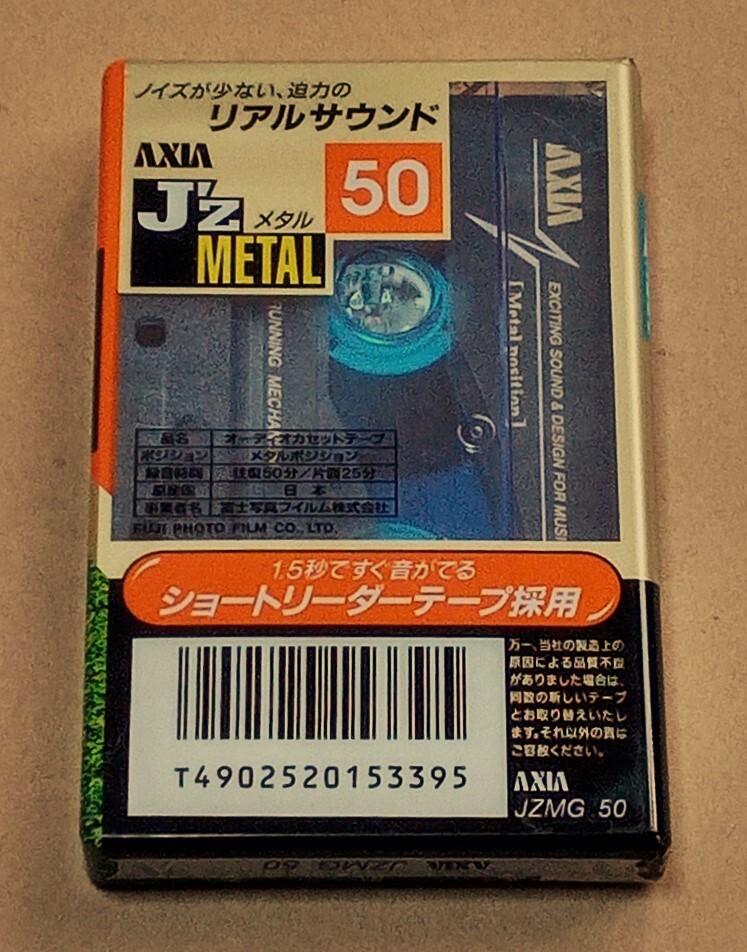 ノイズが少ない、迫力の
リアルサウンド
AXIA
J'z メタル
METAL
50
AXIA
EXCITING SOUND & DESIGN FOR MUSI
[Metal position]
UNNING MECHAN
品名 オーディオカセットテープ
ポジション メタルポジション
録音時間 往復50分/片面25分
原産国 日本
事業者名 富士写真フイルム株式会社
FUJI PHOTO FILM CO., LTD.
1.5秒ですぐ音がでる
ショートリーダーテープ採用
万一、当社の製造上の
原因による品質不良
がありました場合は、
同数の新しいテープ
とお取り替えいたし
ます。それ以外の責は
ご容赦ください。
T4902520153395
AXIA
JZMG 50
AXIA JZMG 50